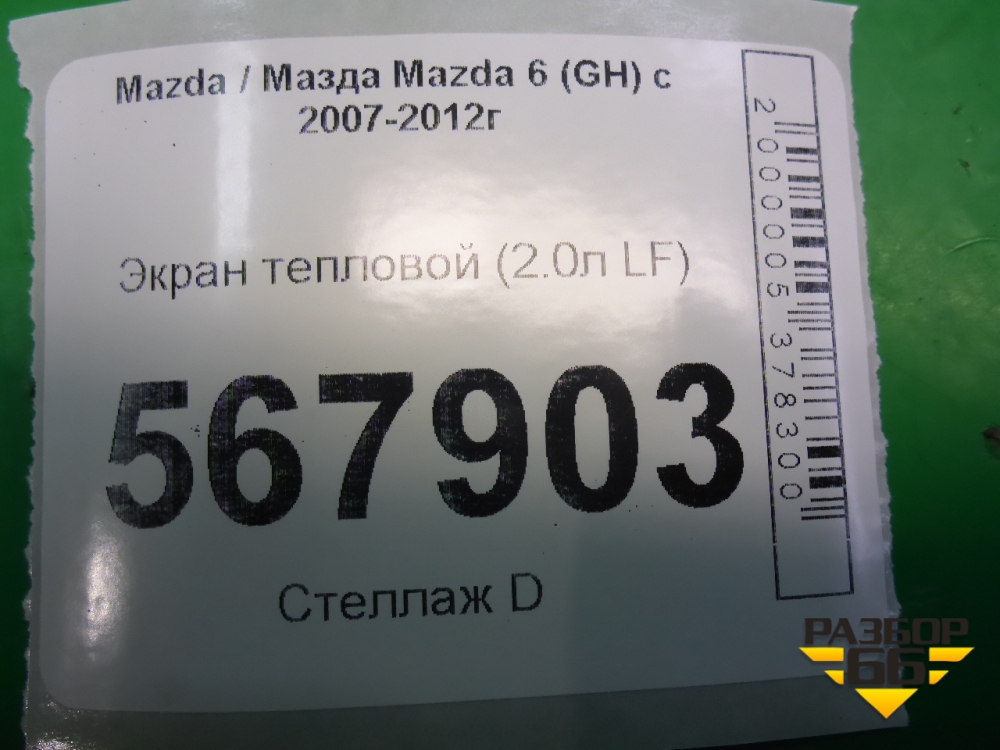 Mazda / Мазда Mazda 6 (GH) с
2007-2012г
Экран тепловой (2.0л LF)
567903
Стеллаж D
2000005378300
РАЗБОР
66